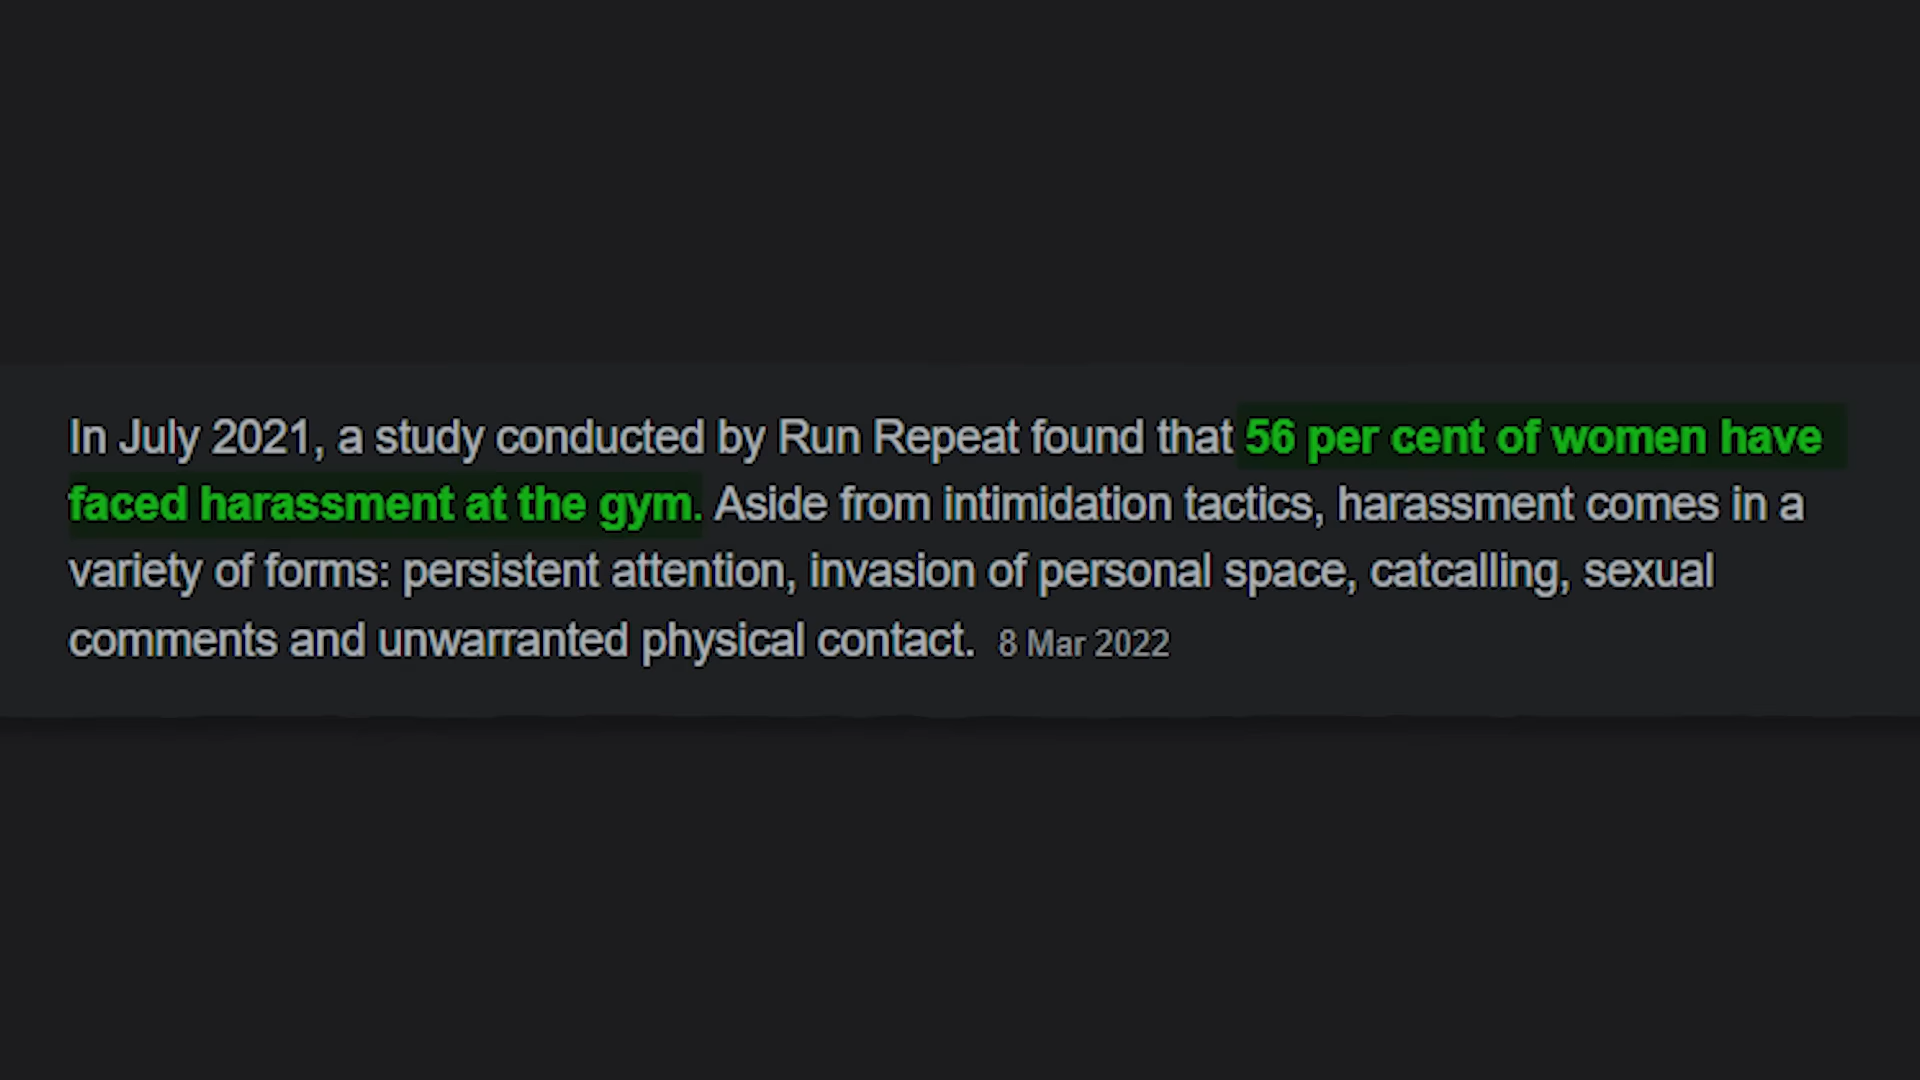 In July 2021, a study conducted by Run Repeat found that 56 per cent of women have
faced harassment at the gym. Aside from intimidation tactics, harassment comes in a
variety of forms: persistent attention, invasion of personal space, catcalling, sexual
comments and unwarranted physical contact. 8 Mar 2022